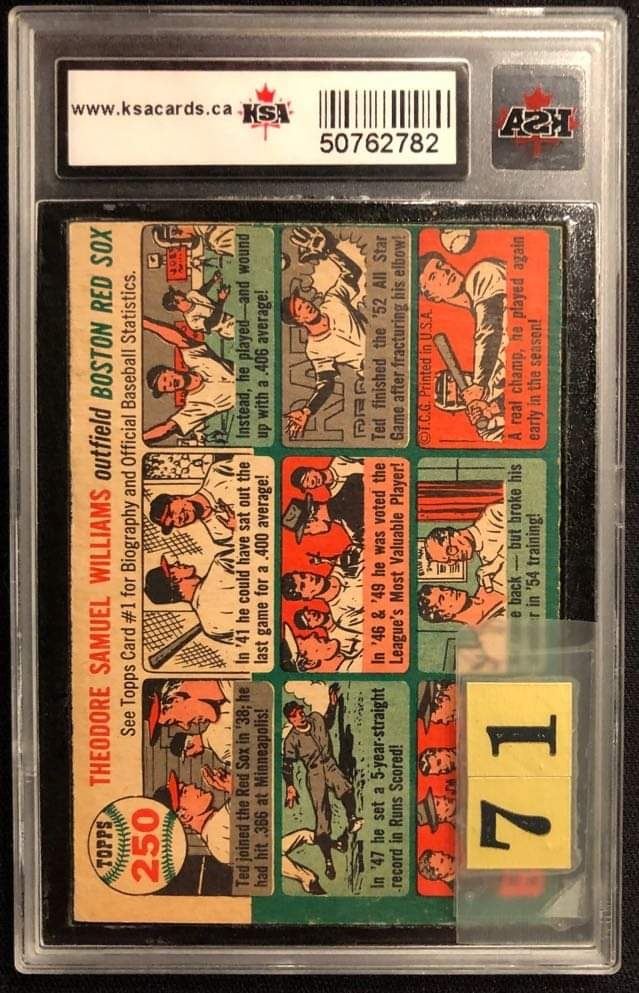 www.ksacards.ca KSA
50762782
KSA
TOPPS
250
THEODORE SAMUEL WILLIAMS outfield BOSTON RED SOX
See Topps Card #1 for Biography and Official Baseball Statistics.
Ted joined the Red Sox in '38; he
had hit .366 at Minneapolis!
In '41 he could have sat out the
last game for a .400 average!
Instead, he played—and wound
up with a .406 average!
In '47 he set a 5-year-straight
record in Runs Scored!
In '46 & '49 he was voted the
League's Most Valuable Player!
Ted finished the '52 All Star
Game after fracturing his elbow!
e back — but broke his
r in '54 training!
©T.C.G. Printed in U.S.A.
A real champ, he played again
early in the season!
71